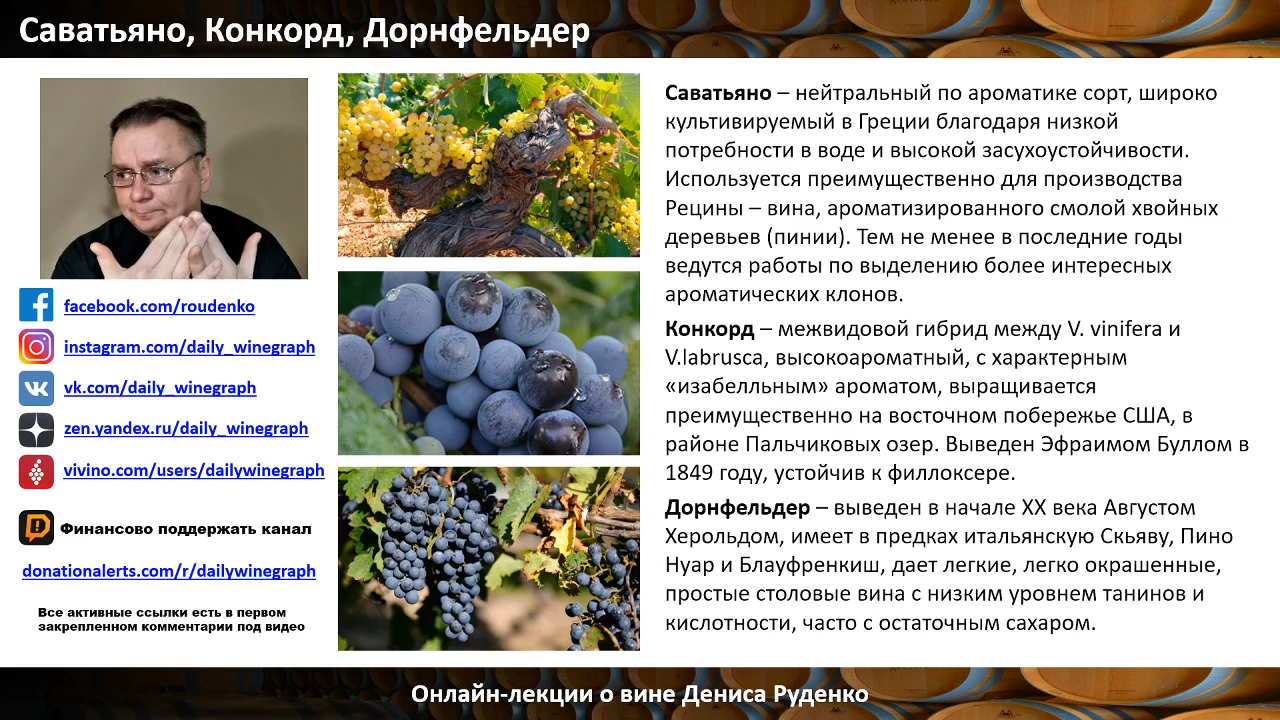 Саватьяно, Конкорд, Дорнфельдер
facebook.com/roudenko
instagram.com/daily_winegraph
vk.com/daily_winegraph
zen.yandex.ru/daily_winegraph
vivino.com/users/dailywinegraph
Финансово поддержать канал
donationalerts.com/r/dailywinegraph
Все активные ссылки есть в первом
закрепленном комментарии под видео
Саватьяно – нейтральный по ароматике сорт, широко
культивируемый в Греции благодаря низкой
потребности в воде и высокой засухоустойчивости.
Используется преимущественно для производства
Рецины – вина, ароматизированного смолой хвойных
деревьев (пинии). Тем не менее в последние годы
ведутся работы по выделению более интересных
ароматических клонов.
Конкорд – межвидовой гибрид между V. vinifera и
V.labrusca, высокоароматный, с характерным
«изабелльным» ароматом, выращивается
преимущественно на восточном побережье США, в
районе Пальчиковых озер. Выведен Эфраимом Буллом в
1849 году, устойчив к филлоксере.
Дорнфельдер – выведен в начале XX века Августом
Херольдом, имеет в предках итальянскую Скьяву, Пино
Нуар и Блауфренкиш, дает легкие, легко окрашенные,
простые столовые вина с низким уровнем танинов и
кислотности, часто с остаточным сахаром.
Онлайн-лекции о вине Дениса Руденко